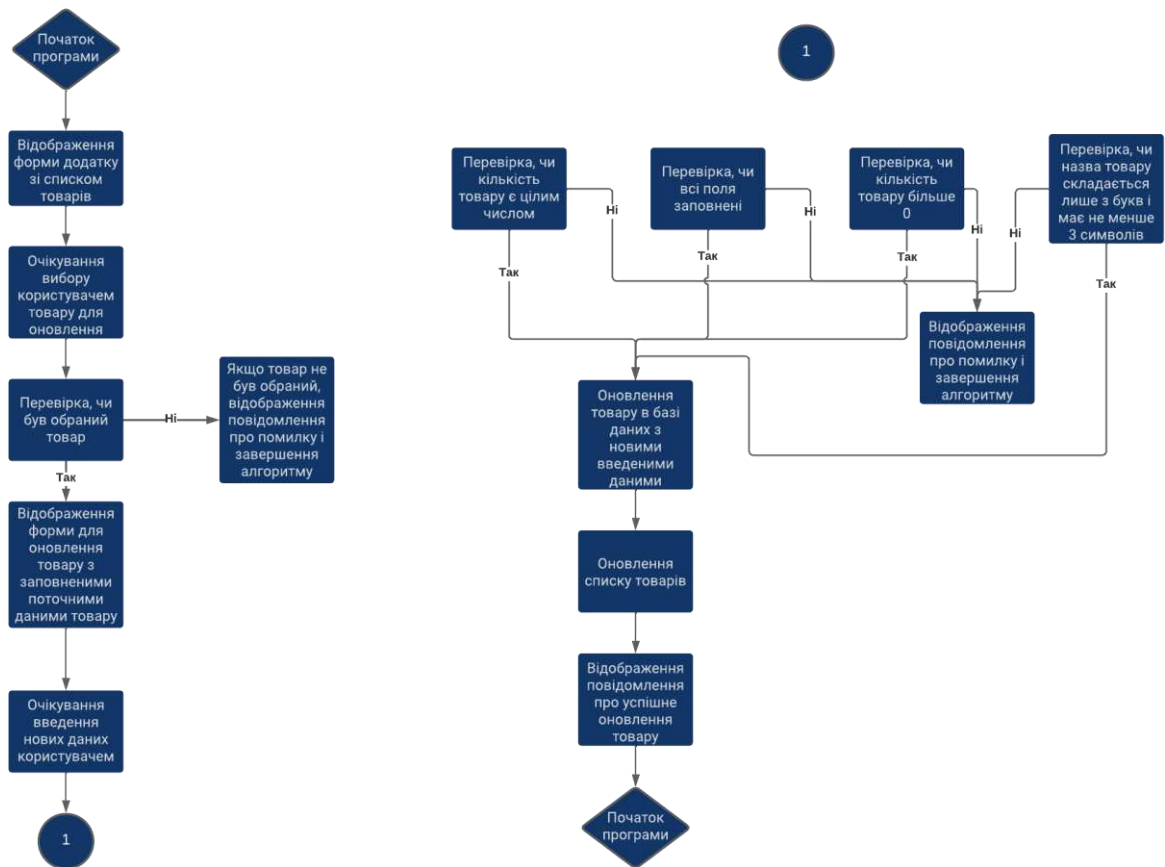 Початок
програми
Відображення
форми додатку
зі списком
товарів
Очікування
вибору
користувачем
товару для
оновлення
Перевірка, чи
був обраний
товар
Ні
Якщо товар не
був обраний,
відображення
повідомлення
про помилку і
завершення
алгоритму
Так
Відображення
форми для
оновлення
товару з
заповненими
поточними
даними товару
Очікування
введення
нових даних
користувачем
1
1
Перевірка, чи
кількість
товару є цілим
числом
Ні
Так
Перевірка, чи
всі поля
заповнені
Ні
Так
Перевірка, чи
кількість
товару більше
0
Ні
Так
Перевірка, чи
назва товару
складається
лише з букв і
має не менше
3 символів
Ні
Так
Відображення
повідомлення
про помилку і
завершення
алгоритму
Оновлення
товару в базі
даних з
новими
введеними
даними
Оновлення
списку товарів
Відображення
повідомлення
про успішне
оновлення
товару
Початок
програми